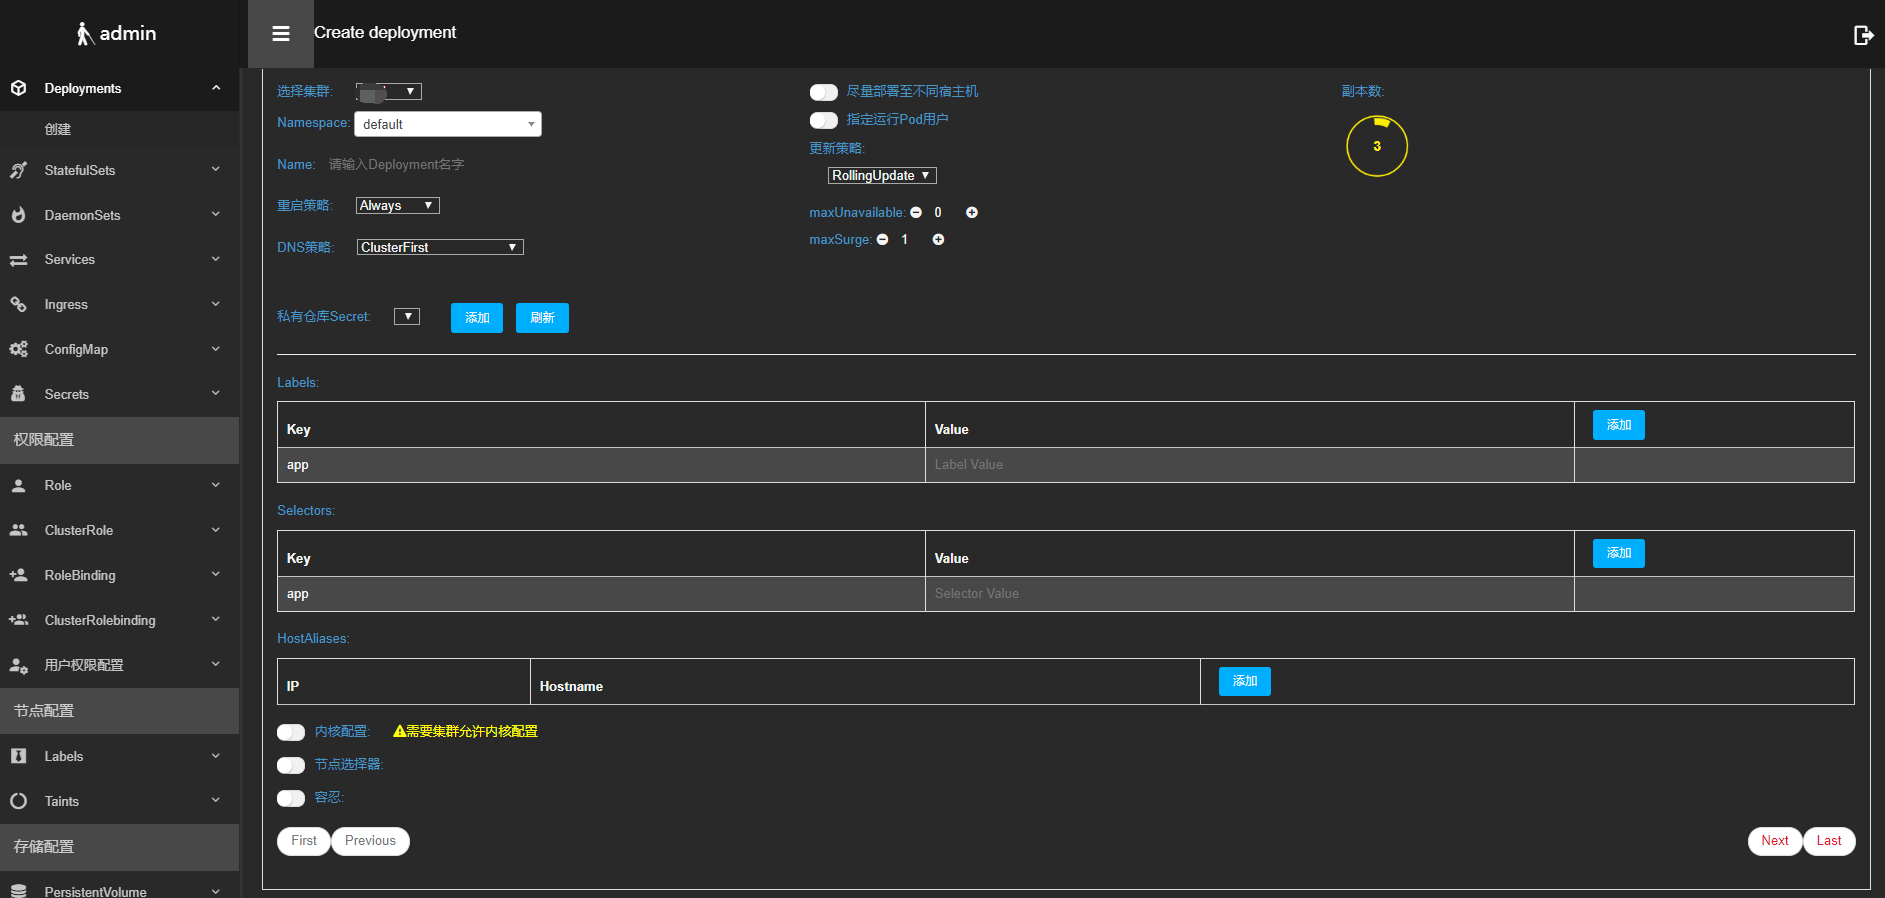 admin
Create deployment
Deployments
创建
StatefulSets
DaemonSets
Services
Ingress
ConfigMap
Secrets
权限配置
Role
ClusterRole
RoleBinding
ClusterRolebinding
用户权限配置
节点配置
Labels
Taints
存储配置
PersistentVolume
选择集群:
Namespace: default
Name: 请输入Deployment名字
重启策略: Always
DNS策略: ClusterFirst
尽量部署至不同宿主机
指定运行Pod用户
更新策略:
RollingUpdate
maxUnavailable: 0
maxSurge: 1
副本数:
3
私有仓库Secret: 添加 刷新
Labels:
Key Value 添加
app Label Value
Selectors:
Key Value 添加
app Selector Value
HostAliases:
IP Hostname 添加
内核配置: 需要集群允许内核配置
节点选择器:
容忍:
First Previous Next Last